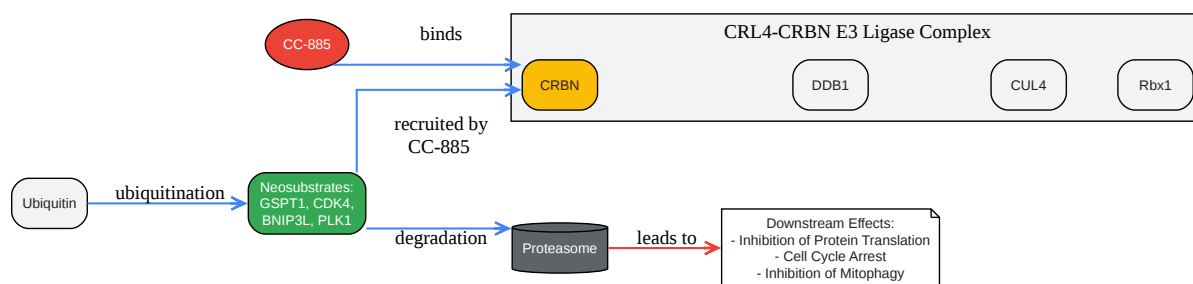 CC-885
binds
CRL4-CRBN E3 Ligase Complex
CRBN
DDB1
CUL4
Rbx1
recruited by
CC-885
Ubiquitin
ubiquitination
Neosubstrates:
GSPT1, CDK4,
BNIP3L, PLK1
degradation
Proteasome
leads to
Downstream Effects:
- Inhibition of Protein Translation
- Cell Cycle Arrest
- Inhibition of Mitophagy